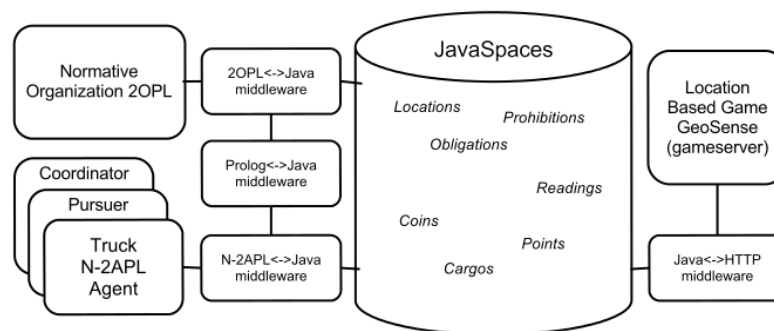 Normative
Organization 2OPL
2OPL<->Java
middleware
Prolog<->Java
middleware
Coordinator
Pursuer
Truck
N-2APL
Agent
N-2APL<->Java
middleware
JavaSpaces
Locations
Prohibitions
Obligations
Readings
Coins
Points
Cargos
Location
Based Game
GeoSense
(gameserver)
Java<->HTTP
middleware